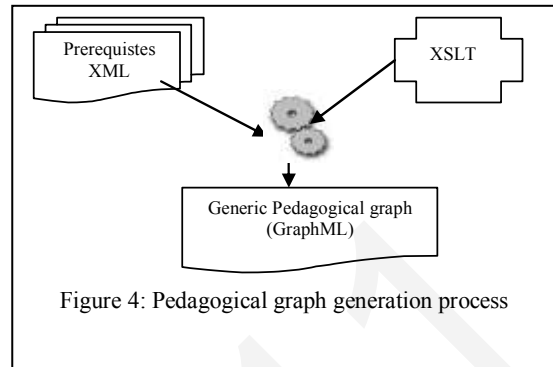 Prerequistes
XML
XSLT
Generic Pedagogical graph
(GraphML)
Figure 4: Pedagogical graph generation process